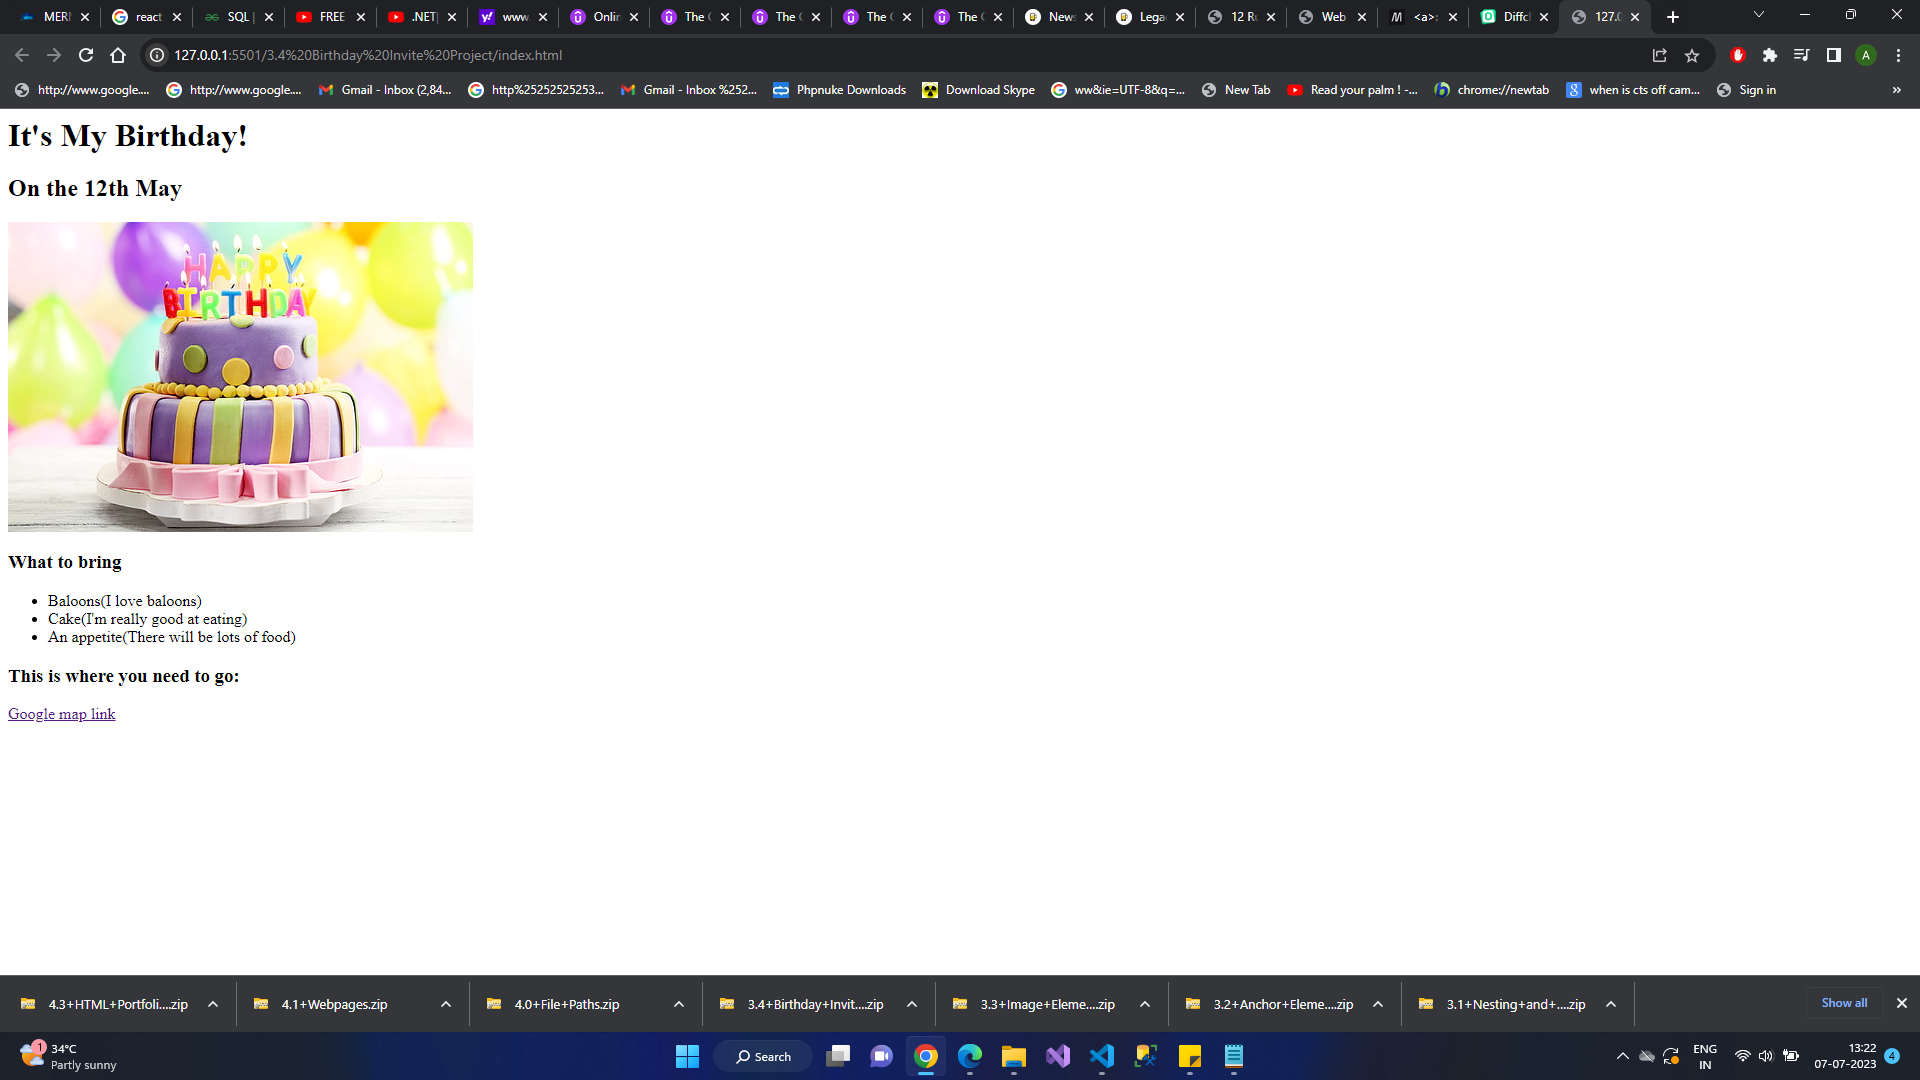 MERN
react
SQL |
FREE
.NET|
www.
Onlin
The C
The C
The C
The C
News
Lega
12 Ru
Web
<a>:
Diffch
127.0
127.0.0.1:5501/3.4%20Birthday%20Invite%20Project/index.html
A
http://www.google....
http://www.google....
Gmail - Inbox (2,84...
http%25252525253...
Gmail - Inbox %252...
Phpnuke Downloads
Download Skype
ww&ie=UTF-8&q=...
New Tab
Read your palm ! -...
chrome://newtab
when is cts off cam...
Sign in
It's My Birthday!
On the 12th May
HAPPY
BIRTHDAY
What to bring
Baloons(I love baloons)
Cake(I'm really good at eating)
An appetite(There will be lots of food)
This is where you need to go:
Google map link
4.3+HTML+Portfoli....zip
4.1+Webpages.zip
4.0+File+Paths.zip
3.4+Birthday+Invit....zip
3.3+Image+Eleme....zip
3.2+Anchor+Eleme....zip
3.1+Nesting+and+....zip
Show all
1
34°C
Partly sunny
Search
ENG
IN
13:22
07-07-2023
4